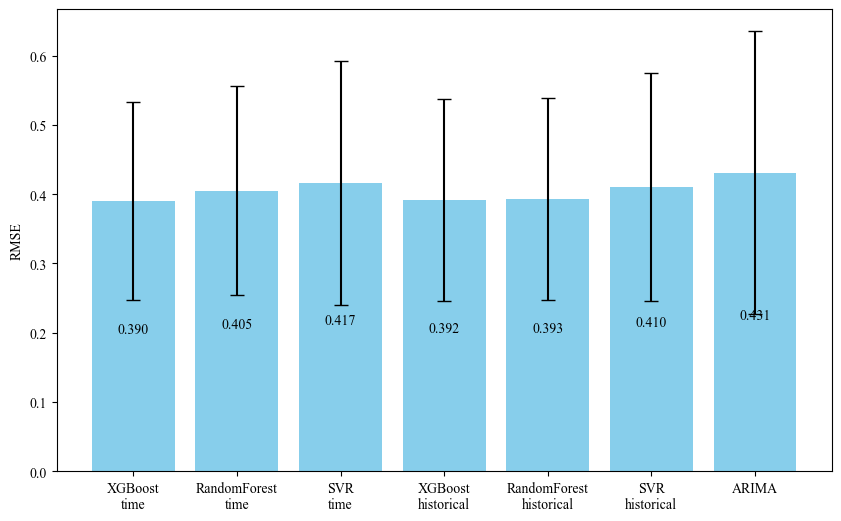 0.6
0.5
0.4
0.3
0.2
0.1
0.0
RMSE
0.390
0.405
0.417
0.392
0.393
0.410
0.431
XGBoost
time
RandomForest
time
SVR
time
XGBoost
historical
RandomForest
historical
SVR
historical
ARIMA